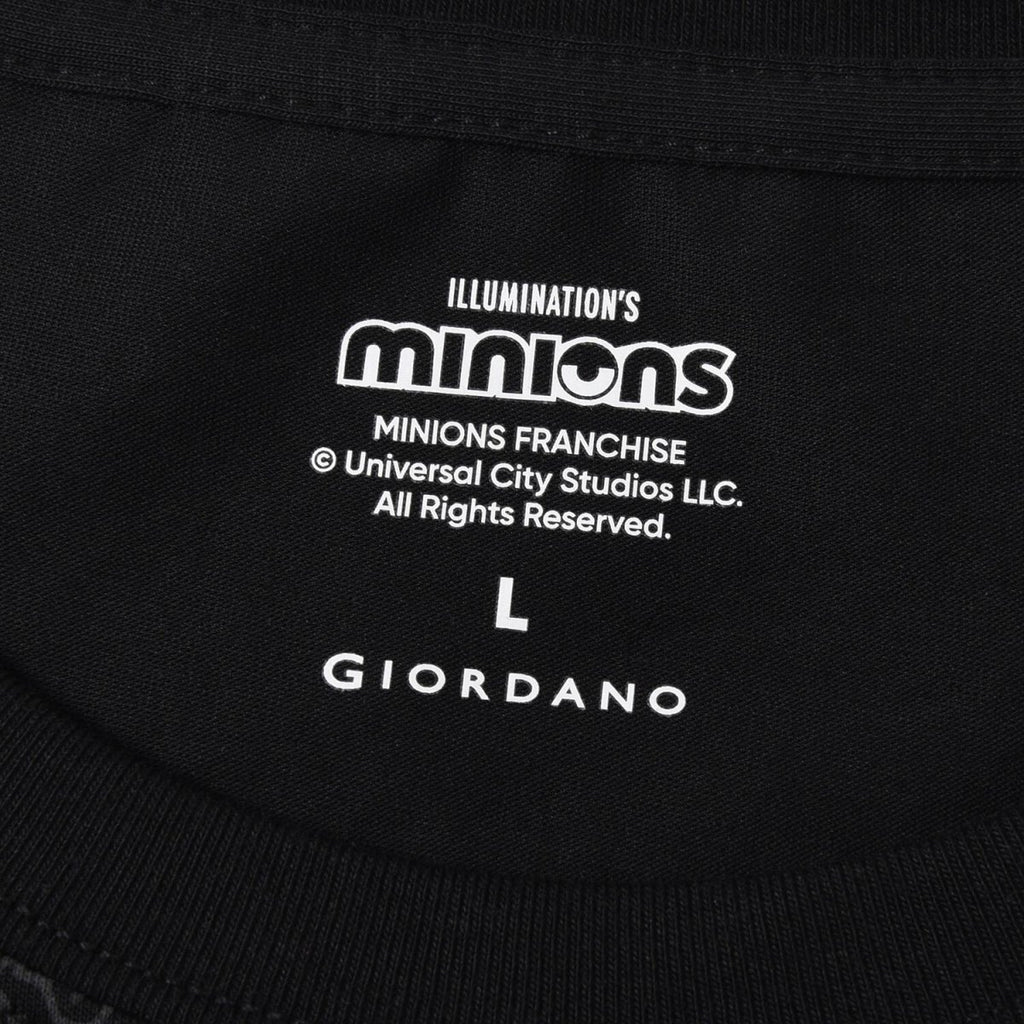 ILLUMINATION'S
minions
MINIONS FRANCHISE
© Universal City Studios LLC.
All Rights Reserved.
L
GIORDANO